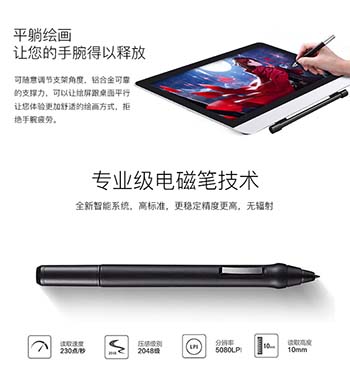 平躺绘画
让您的手腕得以释放
可随意调节支架角度，铝合金可靠
的支撑力，可以让绘屏跟桌面平行
让您体验更加舒适的绘画方式，拒
绝手腕疲劳。
专业级电磁笔技术
全新智能系统，高标准，更稳定精度更高，无辐射
读取速度
230点/秒
2048
压感级别
2048级
LPI
分辨率
5080LPI
10mm
读取高度
10mm